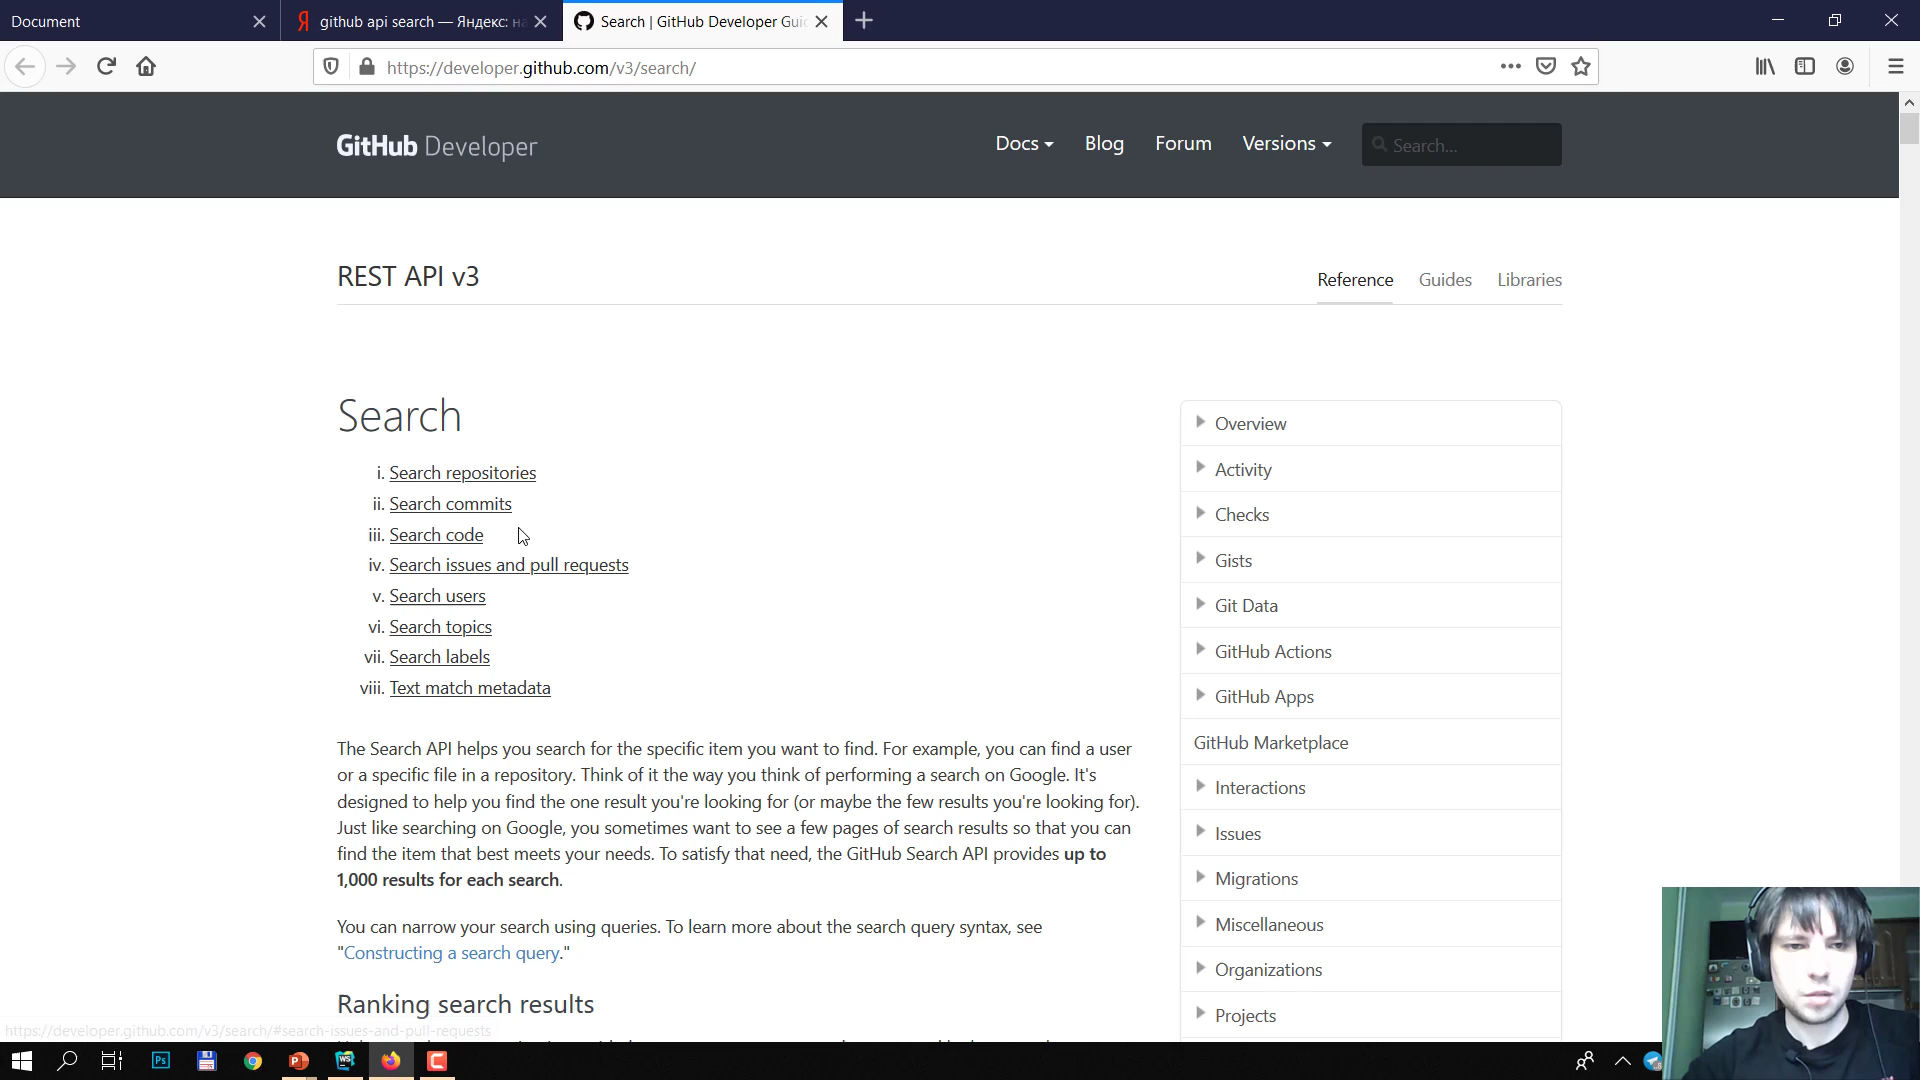 Document
github api search — Яндекс: на
Search | GitHub Developer Gui
https://developer.github.com/v3/search/
GitHub Developer
Docs
Blog
Forum
Versions
Search...
REST API v3
Reference
Guides
Libraries
Search
i. Search repositories
ii. Search commits
iii. Search code
iv. Search issues and pull requests
v. Search users
vi. Search topics
vii. Search labels
viii. Text match metadata
The Search API helps you search for the specific item you want to find. For example, you can find a user
or a specific file in a repository. Think of it the way you think of performing a search on Google. It's
designed to help you find the one result you're looking for (or maybe the few results you're looking for).
Just like searching on Google, you sometimes want to see a few pages of search results so that you can
find the item that best meets your needs. To satisfy that need, the GitHub Search API provides up to
1,000 results for each search.
You can narrow your search using queries. To learn more about the search query syntax, see
"Constructing a search query."
Ranking search results
Overview
Activity
Checks
Gists
Git Data
GitHub Actions
GitHub Apps
GitHub Marketplace
Interactions
Issues
Migrations
Miscellaneous
Organizations
Projects
https://developer.github.com/v3/search/#search-issues-and-pull-requests
Ps
WS